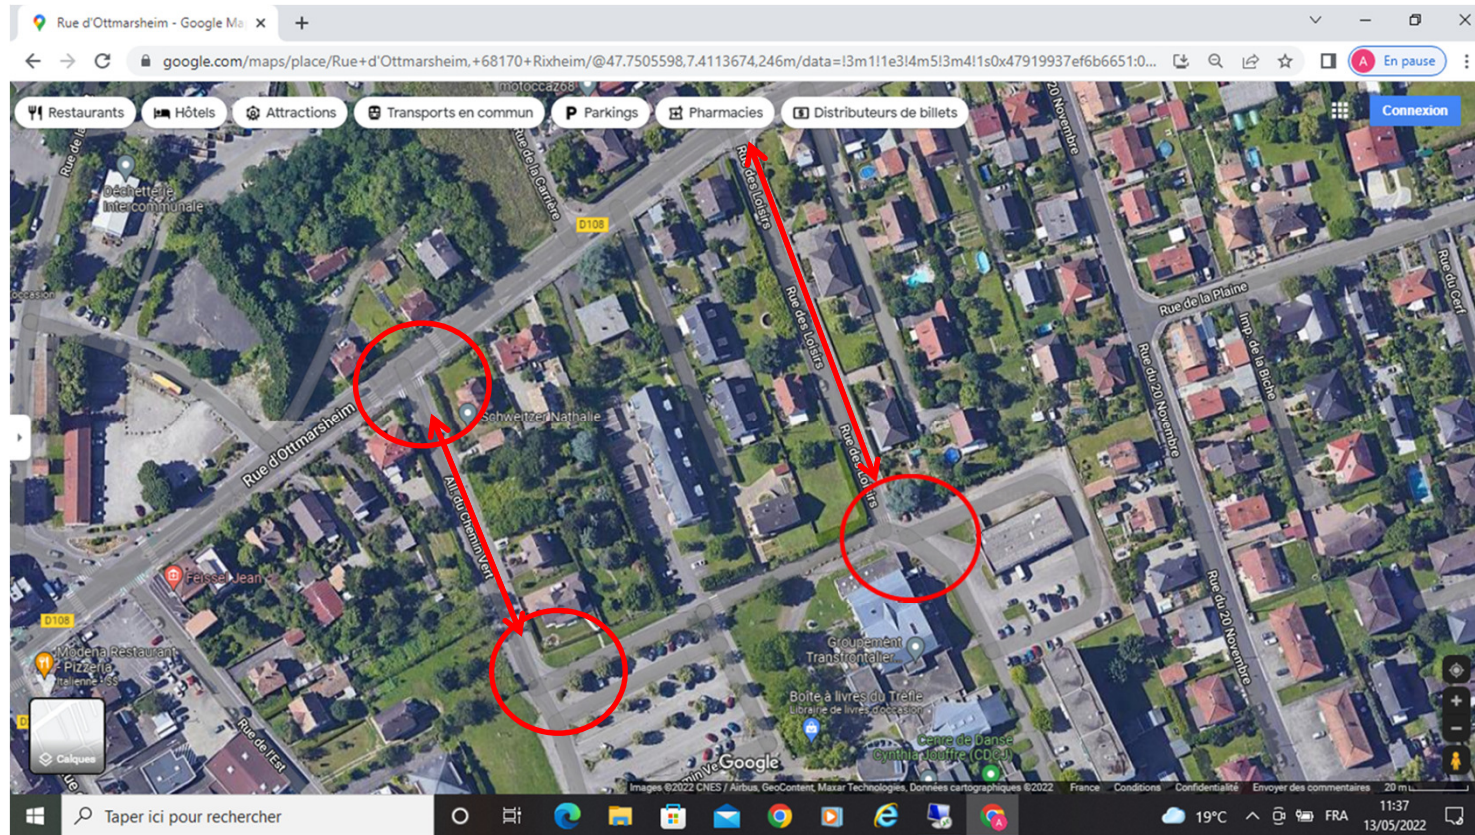 Rue d'Ottmarsheim - Google Ma
google.com/maps/place/Rue+d'Ottmarsheim,+68170+Rixheim/@47.7505598,7.4113674,246m/data=!3m1!1e3!4m5!3m4!1s0x47919937ef6b6651:0...
A
En pause
motoccaz68
Restaurants
Hôtels
Attractions
Transports en commun
Parkings
Pharmacies
Distributeurs de billets
Connexion
Rue de la
Déchetterie
Intercommunale
Rue de la Carrière
D108
Rue des Loisirs
20 Novembre
occasion
Rue des Loisirs
Rue de la Plaine
Rue du Cerf
Imp. de la Biche
Rue du 20 Novembre
Schweitzer Nathalie
Rue d'Ottmarsheim
Rue des Loisirs
All. du Chemin Vert
Feissel Jean
D108
Rue du 20 Novembre
Modena Restaurant
- Pizzeria
Italienne - SS
Groupement
Transfrontalier...
Boîte à livres du Trèfle
Librairie de livres d'occasion
Rue de l'Est
Centre de Danse
Cynthia Jouffre (CDCJ)
Calques
Google
Images ©2022 CNES / Airbus, GeoContent, Maxar Technologies, Données cartographiques ©2022
France
Conditions
Confidentialité
Envoyer des commentaires
20 m
Taper ici pour rechercher
19°C
FRA
11:37
13/05/2022